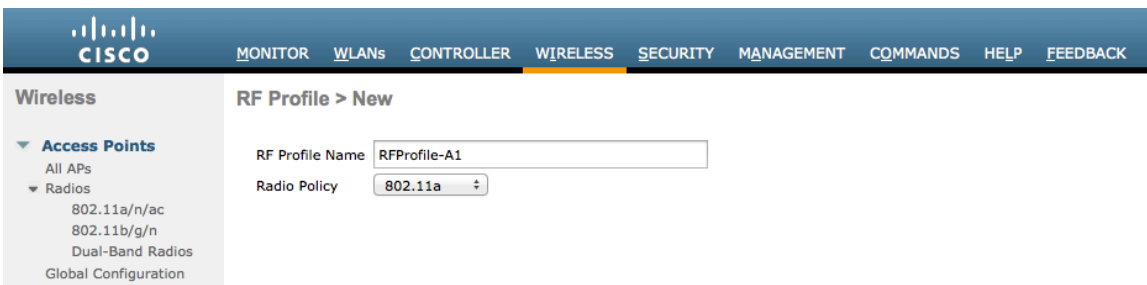 CISCO
MONITOR WLANs CONTROLLER WIRELESS SECURITY MANAGEMENT COMMANDS HELP FEEDBACK
Wireless
RF Profile > New
Access Points
All APs
Radios
802.11a/n/ac
802.11b/g/n
Dual-Band Radios
Global Configuration
RF Profile Name RFProfile-A1
Radio Policy 802.11a